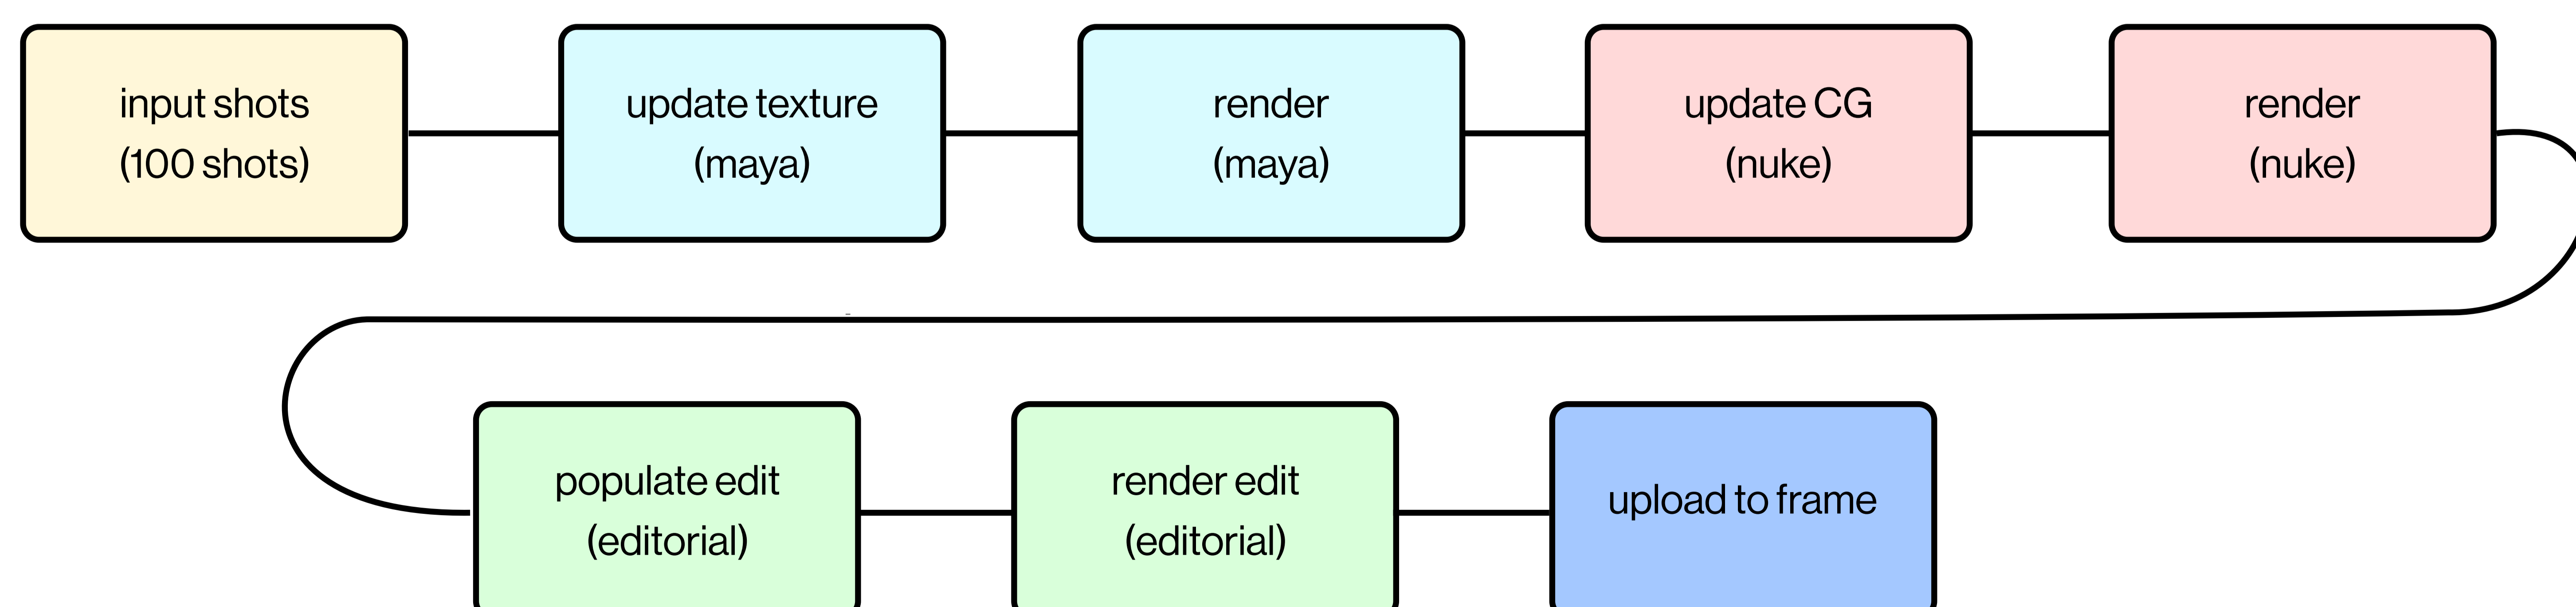 input shots
(100 shots)
update texture
(maya)
render
(maya)
update CG
(nuke)
render
(nuke)
populate edit
(editorial)
render edit
(editorial)
upload to frame